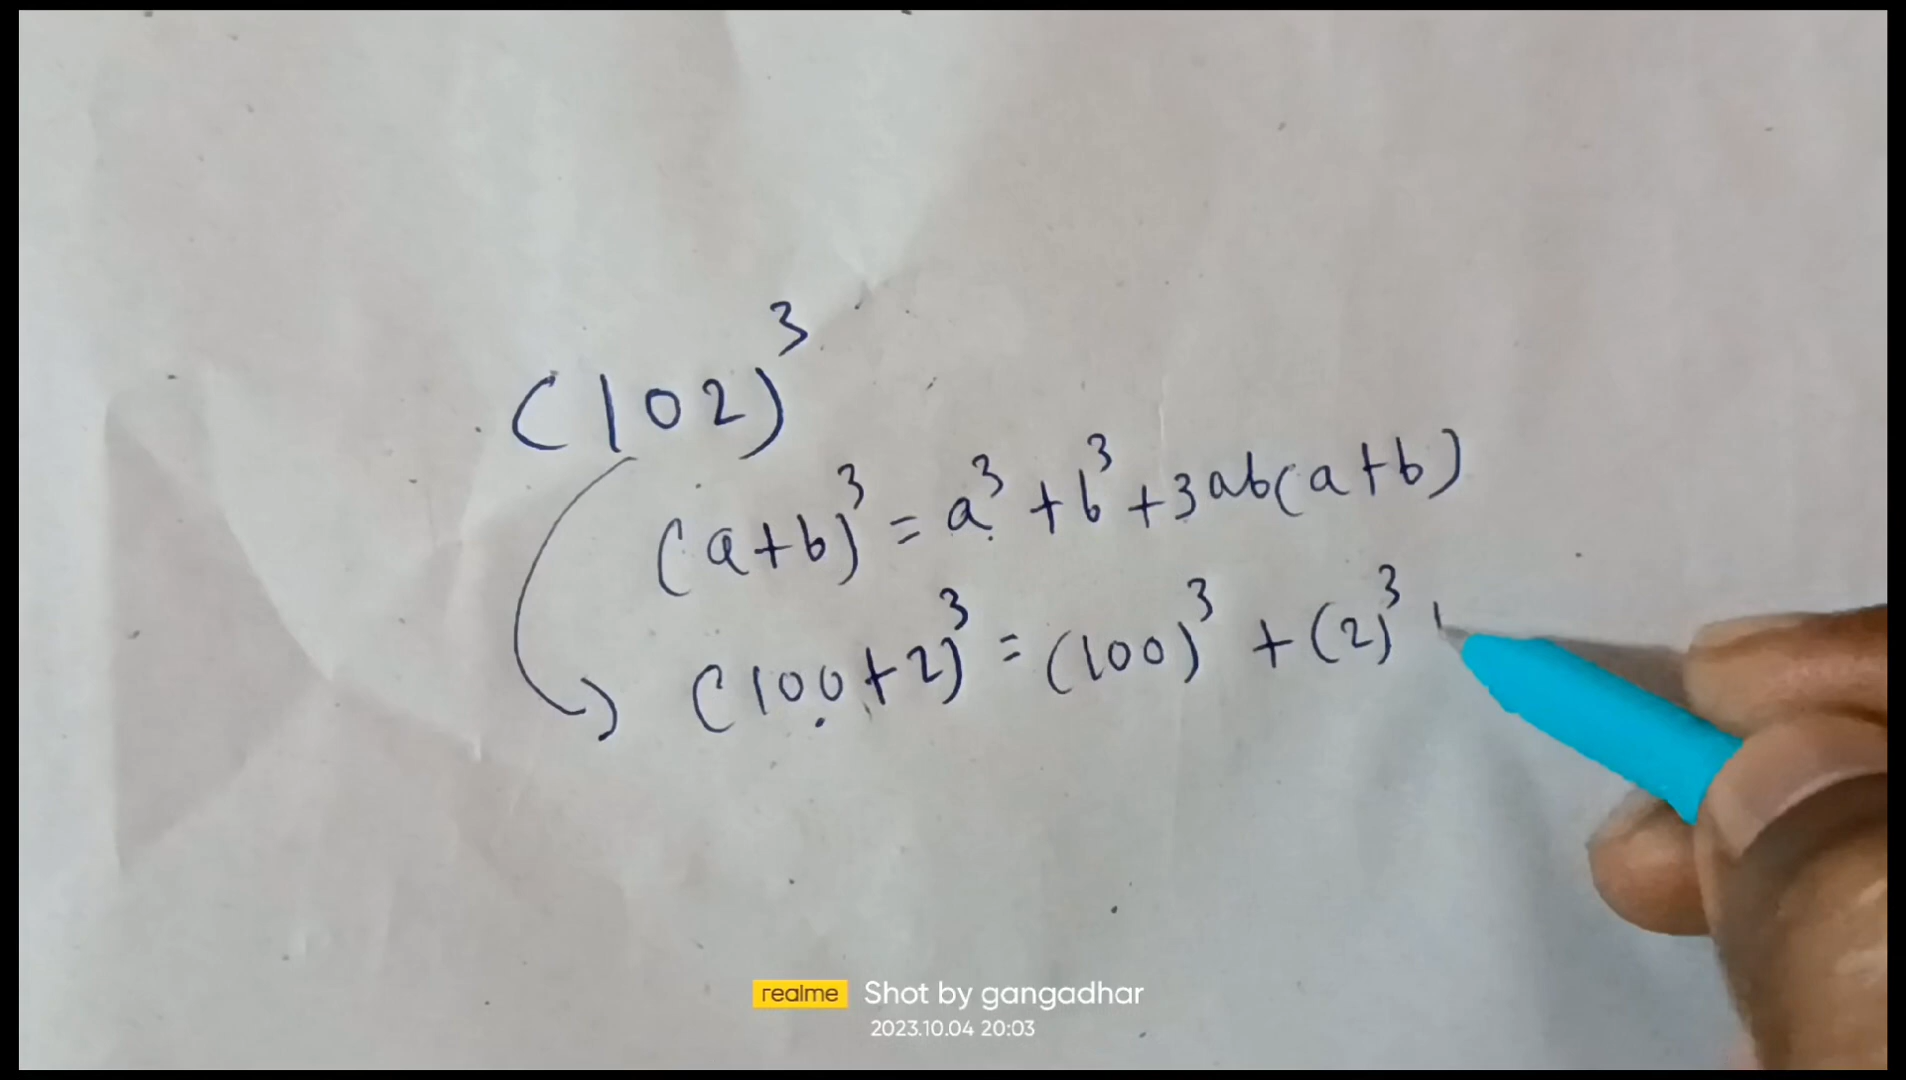 (102)³
(a+b)³ = a³ + b³ + 3ab(a+b)
(100+2)³ = (100)³ + (2)³
realme Shot by gangadhar
2023.10.04 20:03